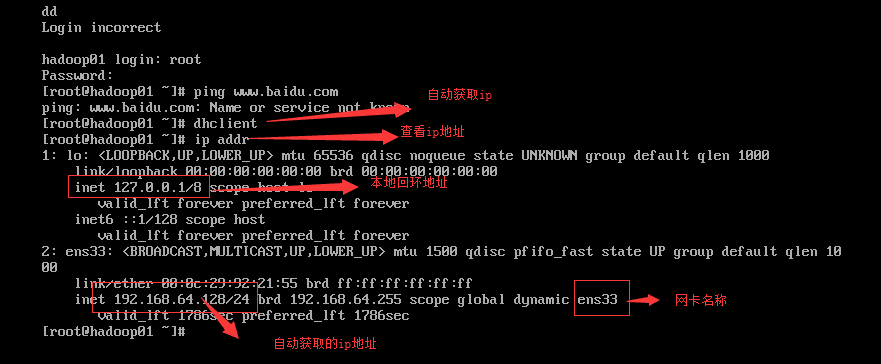 dd
Login incorrect
hadoop01 login: root
Password:
[root@hadoop01 ~]# ping www.baidu.com
自动获取ip
ping: www.baidu.com: Name or service not known
[root@hadoop01 ~]# dhclient
查看ip地址
[root@hadoop01 ~]# ip addr
1: lo: <LOOPBACK,UP,LOWER_UP> mtu 65536 qdisc noqueue state UNKNOWN group default qlen 1000
link/loopback 00:00:00:00:00:00 brd 00:00:00:00:00:00
inet 127.0.0.1/8 scope host lo
本地回环地址
valid_lft forever preferred_lft forever
inet6 ::1/128 scope host
valid_lft forever preferred_lft forever
2: ens33: <BROADCAST,MULTICAST,UP,LOWER_UP> mtu 1500 qdisc pfifo_fast state UP group default qlen 10
00
link/ether 00:0c:29:92:21:55 brd ff:ff:ff:ff:ff:ff
inet 192.168.64.128/24 brd 192.168.64.255 scope global dynamic ens33
网卡名称
valid_lft 1786sec preferred_lft 1786sec
[root@hadoop01 ~]#
自动获取的ip地址